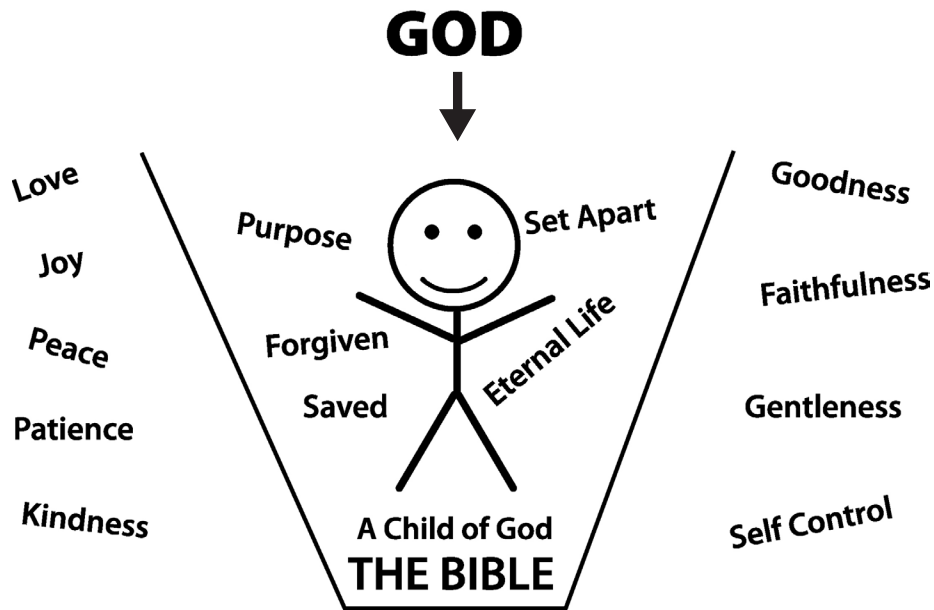 GOD
Love
Joy
Peace
Patience
Kindness
Purpose
Forgiven
Saved
Set Apart
Eternal Life
A Child of God
THE BIBLE
Goodness
Faithfulness
Gentleness
Self Control